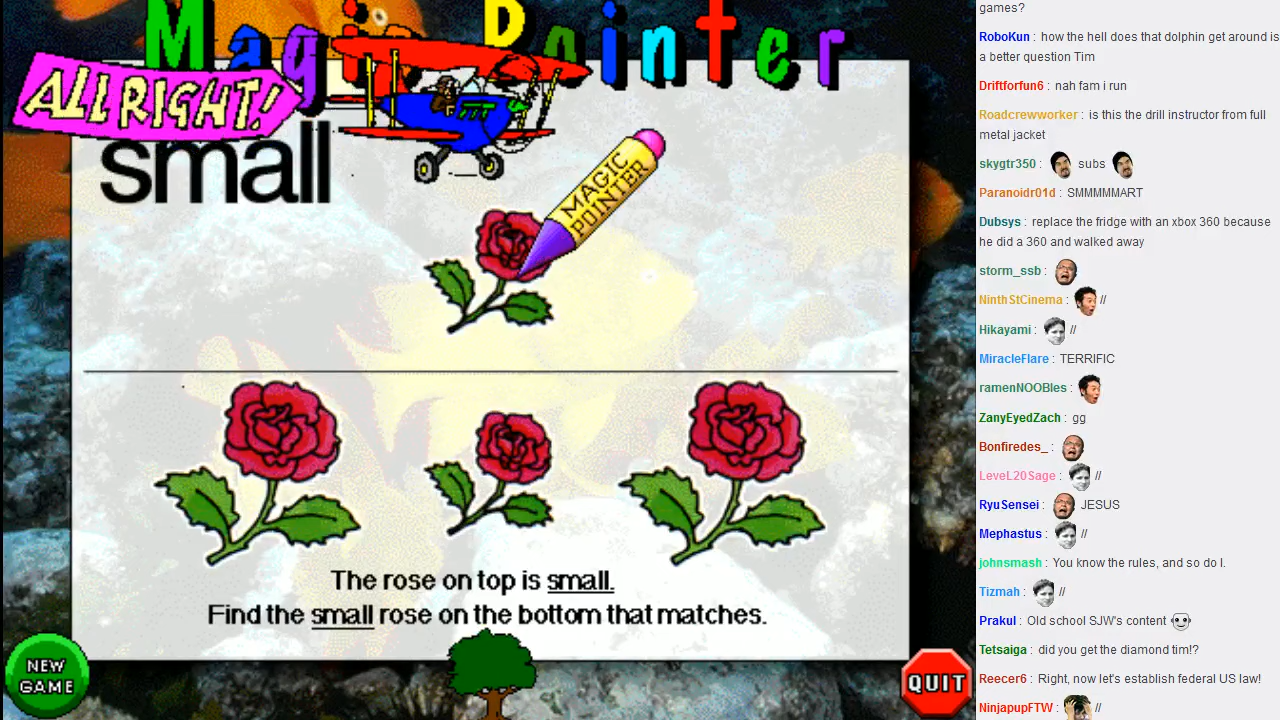 Magic Pointer
ALLRIGHT!
small
MAGIC
POINTER
The rose on top is small.
Find the small rose on the bottom that matches.
NEW
GAME
QUIT
games?
RoboKun : how the hell does that dolphin get around is
a better question Tim
Driftforfun6 : nah fam i run
Roadcrewworker : is this the drill instructor from full
metal jacket
skygtr350 : subs
Paranoidr01d : SMMMMMART
Dubsys : replace the fridge with an xbox 360 because
he did a 360 and walked away
storm_ssb :
NinthStCinema : //
Hikayami : //
MiracleFlare : TERRIFIC
ramenNOOBles :
ZanyEyedZach : gg
Bonfiredes_ :
LeveL20Sage : //
RyuSensei : JESUS
Mephastus : //
johnsmash : You know the rules, and so do I.
Tizmah : //
Prakul : Old school SJW's content
Tetsaiga : did you get the diamond tim!?
Reecer6 : Right, now let's establish federal US law!
NinjapupFTW : //